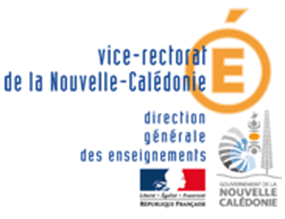 vice-rectorat
de la Nouvelle-Calédonie
É
direction
générale
des enseignements
Liberté • Égalité • Fraternité
RÉPUBLIQUE FRANÇAISE
GOUVERNEMENT DE LA
NOUVELLE
CALÉDONIE